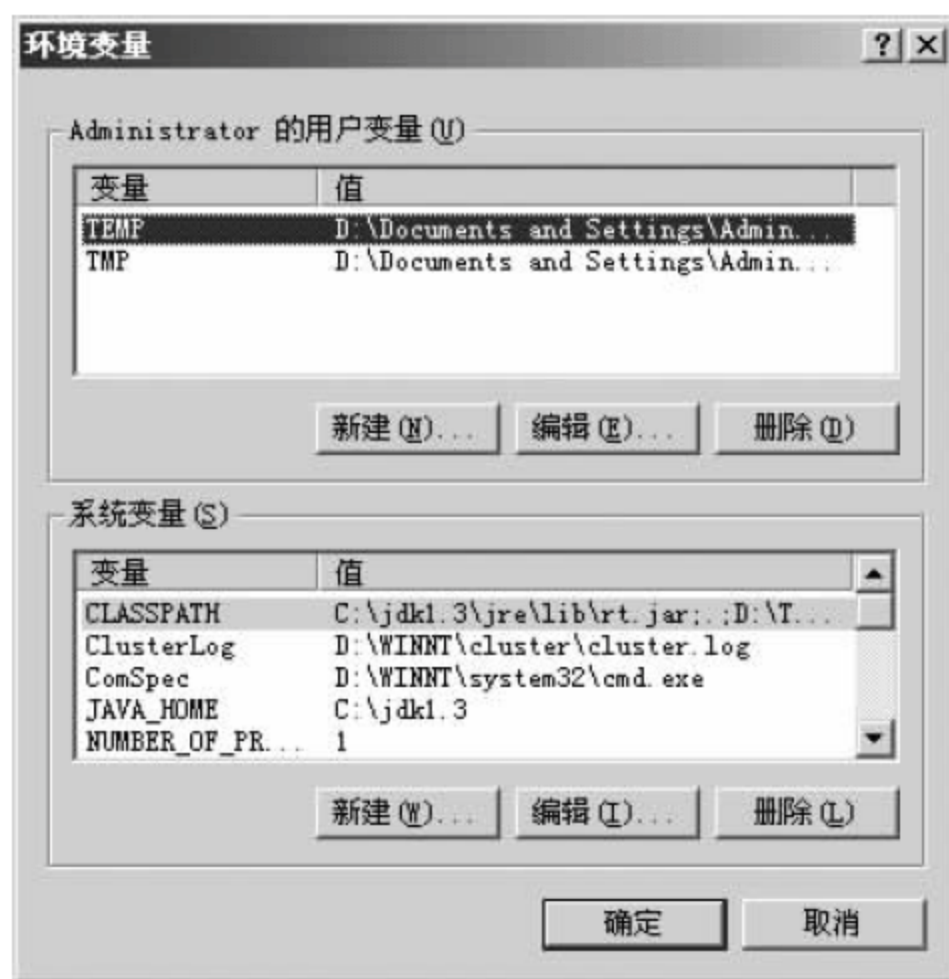 环境变量
Administrator 的用户变量(U)
变量 值
TEMP D:\Documents and Settings\Admin...
TMP D:\Documents and Settings\Admin...
新建(N)... 编辑(E)... 删除(D)
系统变量(S)
变量 值
CLASSPATH C:\jdk1.3\jre\lib\rt.jar;.;D:\T...
ClusterLog D:\WINNT\cluster\cluster.log
ComSpec D:\WINNT\system32\cmd.exe
JAVA_HOME C:\jdk1.3
NUMBER_OF_PR... 1
新建(W)... 编辑(I)... 删除(L)
确定 取消